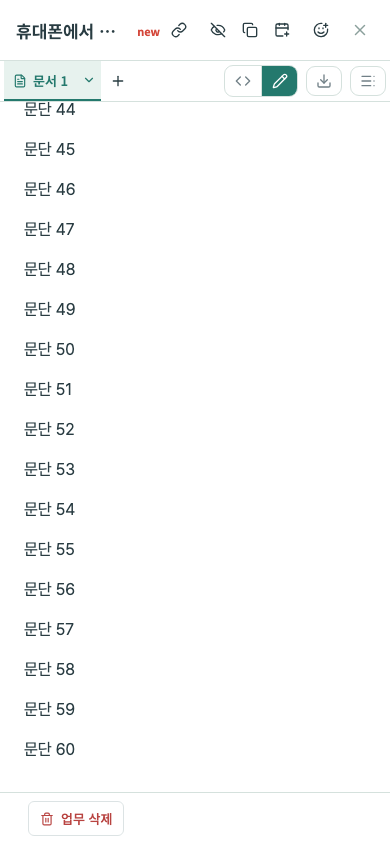 휴대폰에서 ··· new
문서 1
문단 44
문단 45
문단 46
문단 47
문단 48
문단 49
문단 50
문단 51
문단 52
문단 53
문단 54
문단 55
문단 56
문단 57
문단 58
문단 59
문단 60
업무 삭제